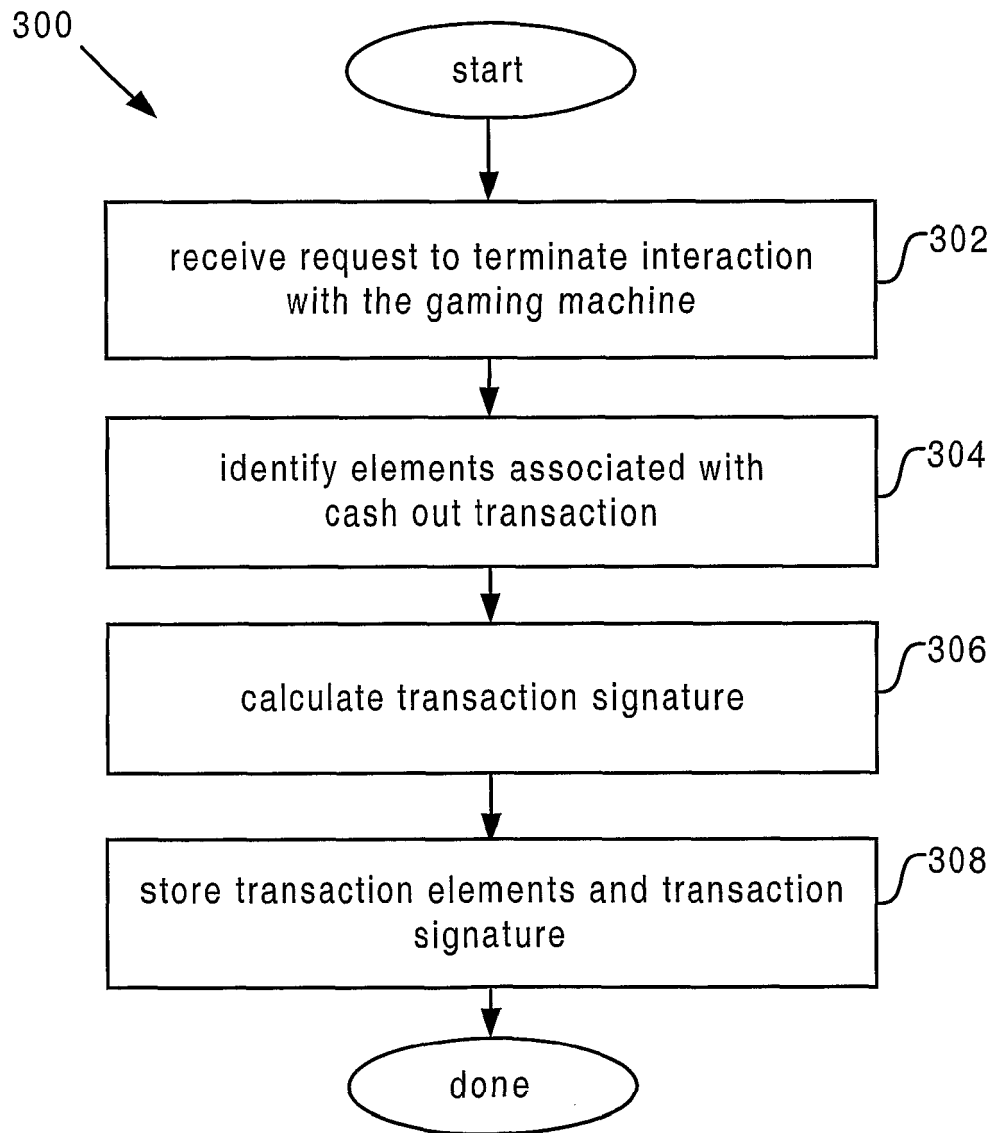 300
start
receive request to terminate interaction
with the gaming machine
302
identify elements associated with
cash out transaction
304
calculate transaction signature
306
store transaction elements and transaction
signature
308
done